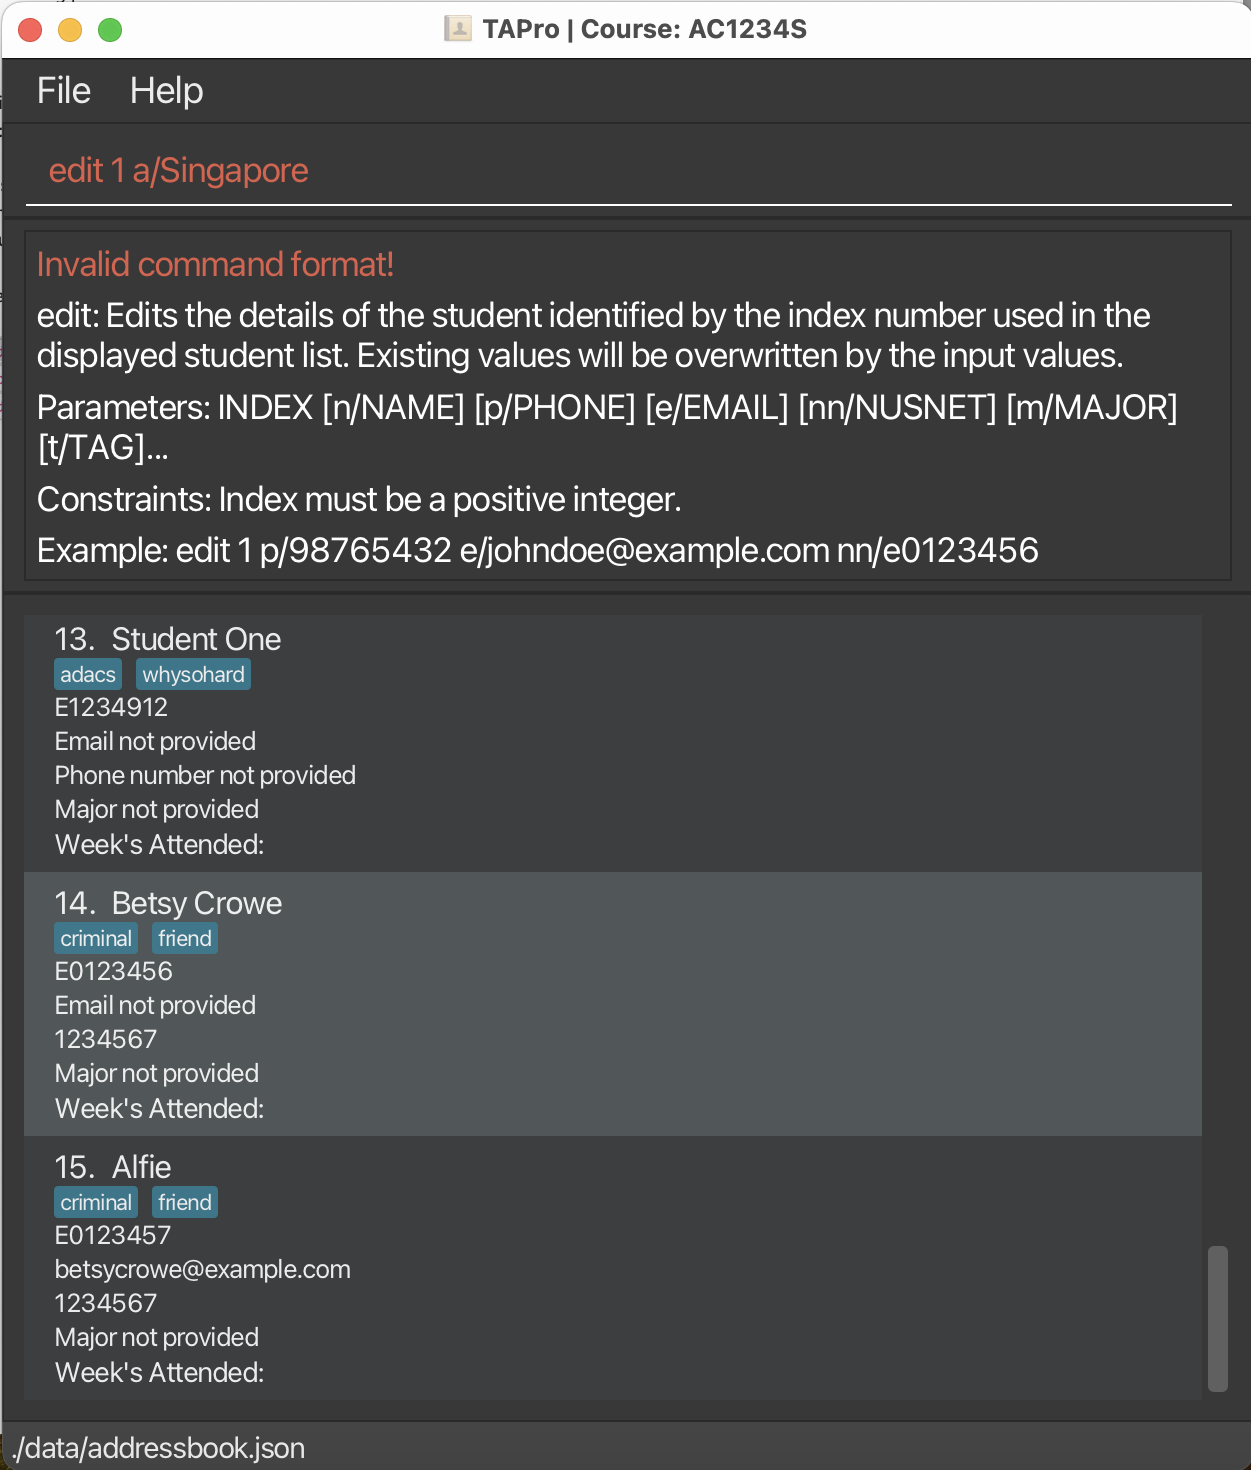 TAPro | Course: AC1234S
File Help
edit 1 a/Singapore
Invalid command format!
edit: Edits the details of the student identified by the index number used in the
displayed student list. Existing values will be overwritten by the input values.
Parameters: INDEX [n/NAME] [p/PHONE] [e/EMAIL] [nn/NUSNET] [m/MAJOR]
[t/TAG]...
Constraints: Index must be a positive integer.
Example: edit 1 p/98765432 e/johndoe@example.com nn/e0123456
13. Student One
adacs whysohard
E1234912
Email not provided
Phone number not provided
Major not provided
Week's Attended:
14. Betsy Crowe
criminal friend
E0123456
Email not provided
1234567
Major not provided
Week's Attended:
15. Alfie
criminal friend
E0123457
betsycrowe@example.com
1234567
Major not provided
Week's Attended:
./data/addressbook.json